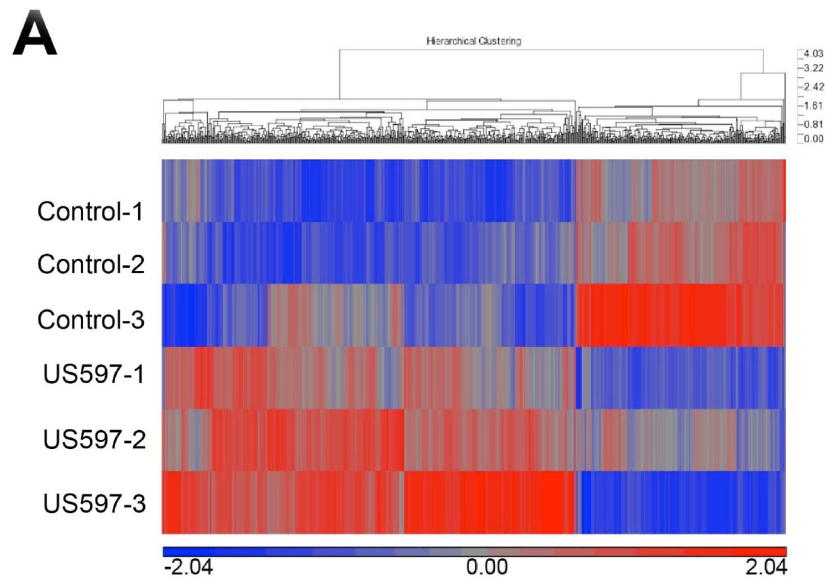 A
Hierarchical Clustering
4.03
3.22
2.42
1.61
0.81
0.00
Control-1
Control-2
Control-3
US597-1
US597-2
US597-3
-2.04 0.00 2.04